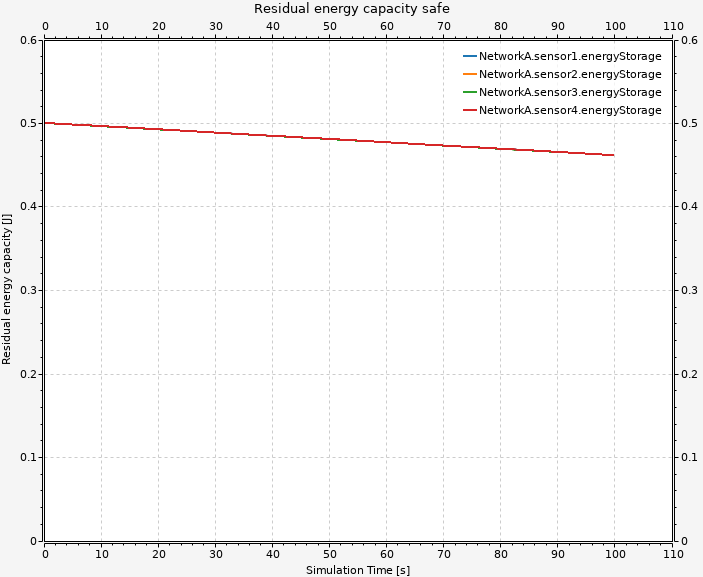 Residual energy capacity safe
0 10 20 30 40 50 60 70 80 90 100 110
0.6 0.6
NetworkA.sensor1.energyStorage
NetworkA.sensor2.energyStorage
NetworkA.sensor3.energyStorage
NetworkA.sensor4.energyStorage
0.5 0.5
0.4 0.4
Residual energy capacity [J]
0.3 0.3
0.2 0.2
0.1 0.1
0 0
0 10 20 30 40 50 60 70 80 90 100 110
Simulation Time [s]